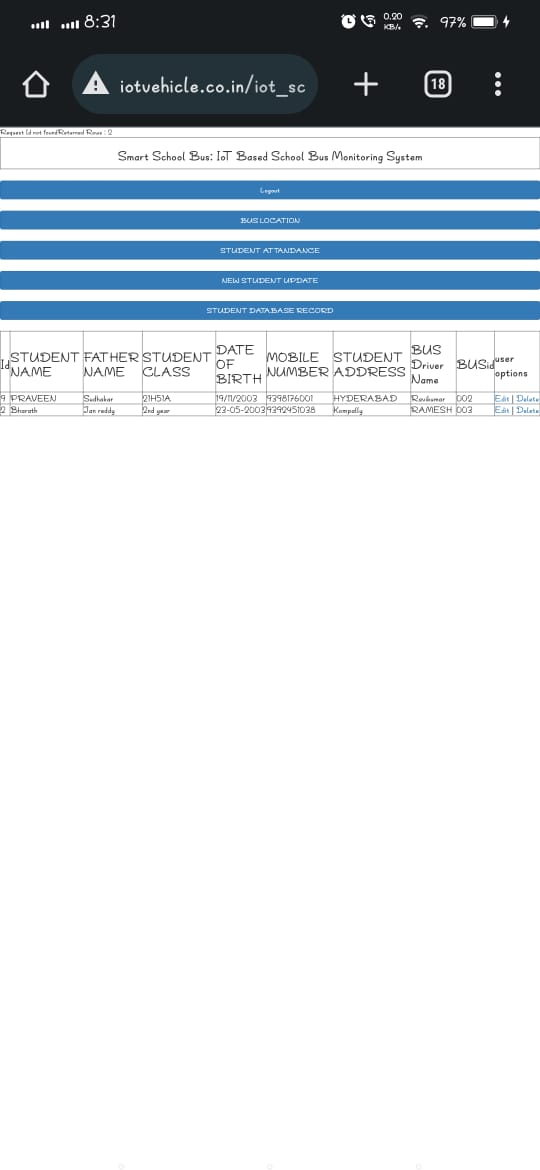 8:31 0.20 KB/s 97%
iotvehicle.co.in/iot_sc 18
Request Id not foundReturned Rows : 2
Smart School Bus: IoT Based School Bus Monitoring System
Logout
BUS LOCATION
STUDENT ATTANDANCE
NEW STUDENT UPDATE
STUDENT DATABASE RECORD
Id STUDENT NAME FATHER NAME STUDENT CLASS DATE OF BIRTH MOBILE NUMBER STUDENT ADDRESS BUS Driver Name BUSid user options
9 PRAVEEN Sudhakar 21H51A 19/11/2003 9398176001 HYDERABAD Ravikumar 002 Edit | Delete
2 Bharath Jan reddy 2nd year 23-05-2003 9392451038 Kompally RAMESH 003 Edit | Delete